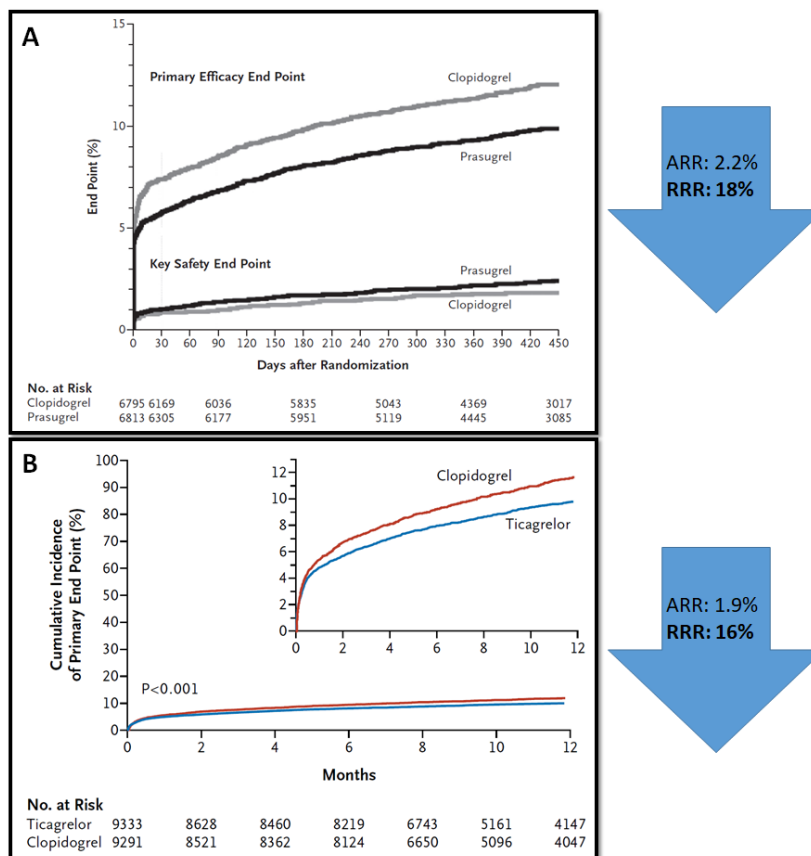 A
15
Primary Efficacy End Point
Clopidogrel
10
Prasugrel
End Point (%)
5
Key Safety End Point
Prasugrel
Clopidogrel
0
0 30 60 90 120 150 180 210 240 270 300 330 360 390 420 450
Days after Randomization
No. at Risk
Clopidogrel 6795 6169 6036 5835 5043 4369 3017
Prasugrel 6813 6305 6177 5951 5119 4445 3085
ARR: 2.2%
RRR: 18%
B
Cumulative Incidence
of Primary End Point (%)
100
90
80
70
60
50
40
30
20
10
0
12
10
8
6
4
2
0
Clopidogrel
Ticagrelor
0 2 4 6 8 10 12
P<0.001
0 2 4 6 8 10 12
Months
No. at Risk
Ticagrelor 9333 8628 8460 8219 6743 5161 4147
Clopidogrel 9291 8521 8362 8124 6650 5096 4047
ARR: 1.9%
RRR: 16%